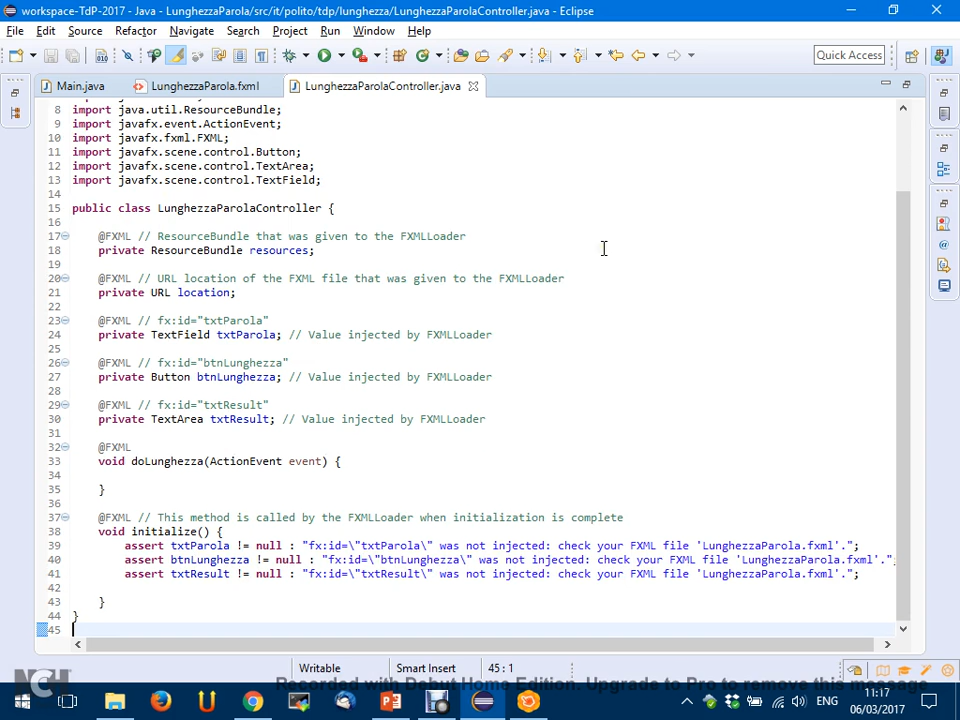 workspace-TdP-2017 - Java - LunghezzaParola/src/it/polito/tdp/lunghezza/LunghezzaParolaController.java - Eclipse
File Edit Source Refactor Navigate Search Project Run Window Help
Quick Access
Main.java LunghezzaParola.fxml LunghezzaParolaController.java
8 import java.util.ResourceBundle;
9 import javafx.event.ActionEvent;
10 import javafx.fxml.FXML;
11 import javafx.scene.control.Button;
12 import javafx.scene.control.TextArea;
13 import javafx.scene.control.TextField;
14
15 public class LunghezzaParolaController {
16
17 @FXML // ResourceBundle that was given to the FXMLLoader
18 private ResourceBundle resources;
19
20 @FXML // URL location of the FXML file that was given to the FXMLLoader
21 private URL location;
22
23 @FXML // fx:id="txtParola"
24 private TextField txtParola; // Value injected by FXMLLoader
25
26 @FXML // fx:id="btnLunghezza"
27 private Button btnLunghezza; // Value injected by FXMLLoader
28
29 @FXML // fx:id="txtResult"
30 private TextArea txtResult; // Value injected by FXMLLoader
31
32 @FXML
33 void doLunghezza(ActionEvent event) {
34
35 }
36
37 @FXML // This method is called by the FXMLLoader when initialization is complete
38 void initialize() {
39 assert txtParola != null : "fx:id=\"txtParola\" was not injected: check your FXML file 'LunghezzaParola.fxml'.";
40 assert btnLunghezza != null : "fx:id=\"btnLunghezza\" was not injected: check your FXML file 'LunghezzaParola.fxml'.";
41 assert txtResult != null : "fx:id=\"txtResult\" was not injected: check your FXML file 'LunghezzaParola.fxml'.";
42
43 }
44 }
45
Writable Smart Insert 45 : 1
NCH Recorded with Debut Home Edition. Upgrade to Pro to remove this message
ENG 11:17
06/03/2017